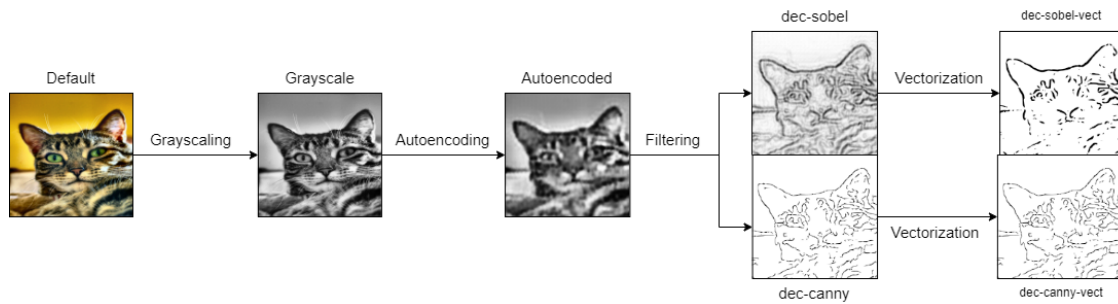 Default
Grayscaling
Grayscale
Autoencoding
Autoencoded
Filtering
dec-sobel
Vectorization
dec-sobel-vect
dec-canny
Vectorization
dec-canny-vect